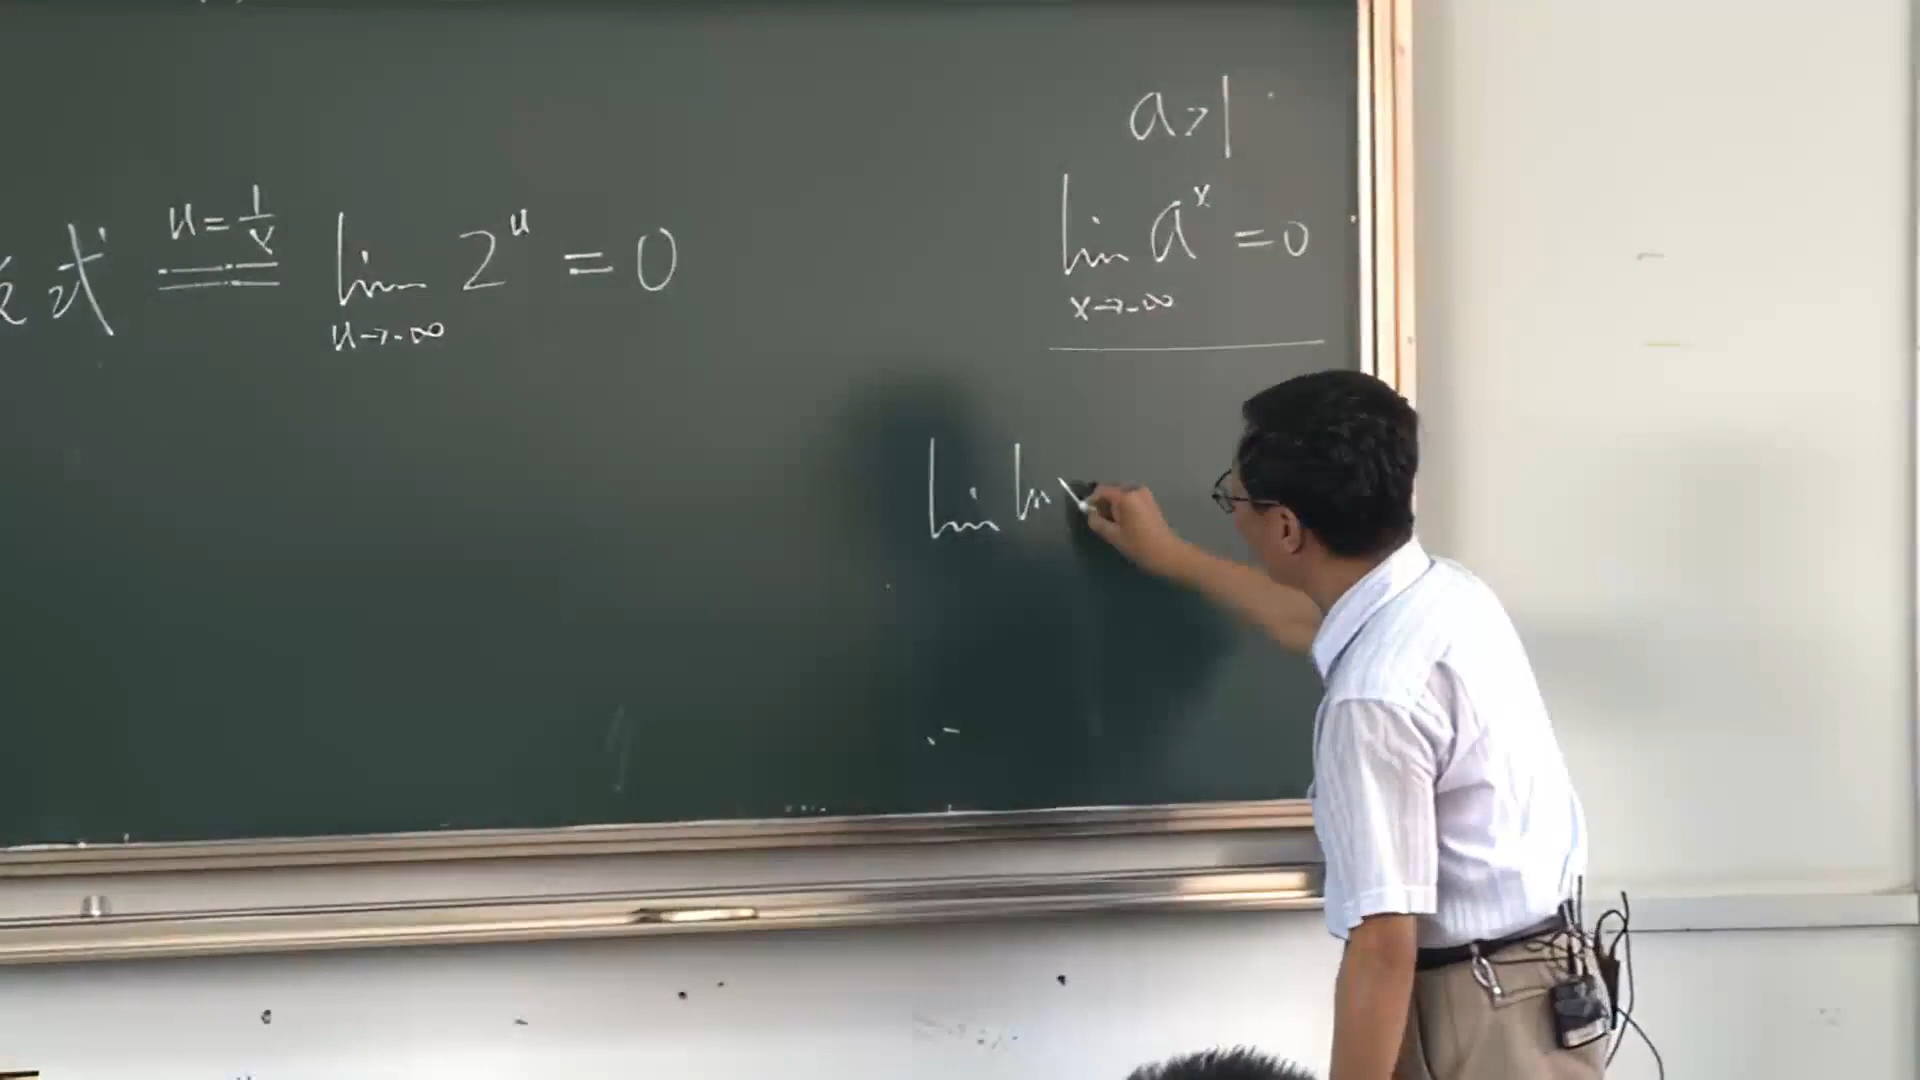 式 u=1/x lim u→-∞ 2^u = 0
a>1
lim x→-∞ a^x = 0
lim ln